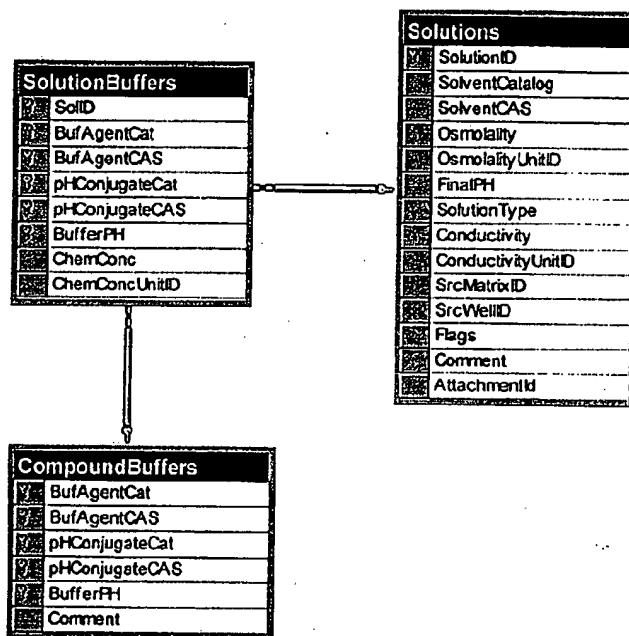 Solutions
SolutionID
SolventCatalog
SolventCAS
Osmolality
OsmolalityUnitID
FinalPH
SolutionType
Conductivity
ConductivityUnitID
SrcMatrixID
SrcWellID
Flags
Comment
AttachmentId
SolutionBuffers
SolID
BufAgentCat
BufAgentCAS
pHConjugateCat
pHConjugateCAS
BufferPH
ChemConc
ChemConcUnitID
CompoundBuffers
BufAgentCat
BufAgentCAS
pHConjugateCat
pHConjugateCAS
BufferPH
Comment